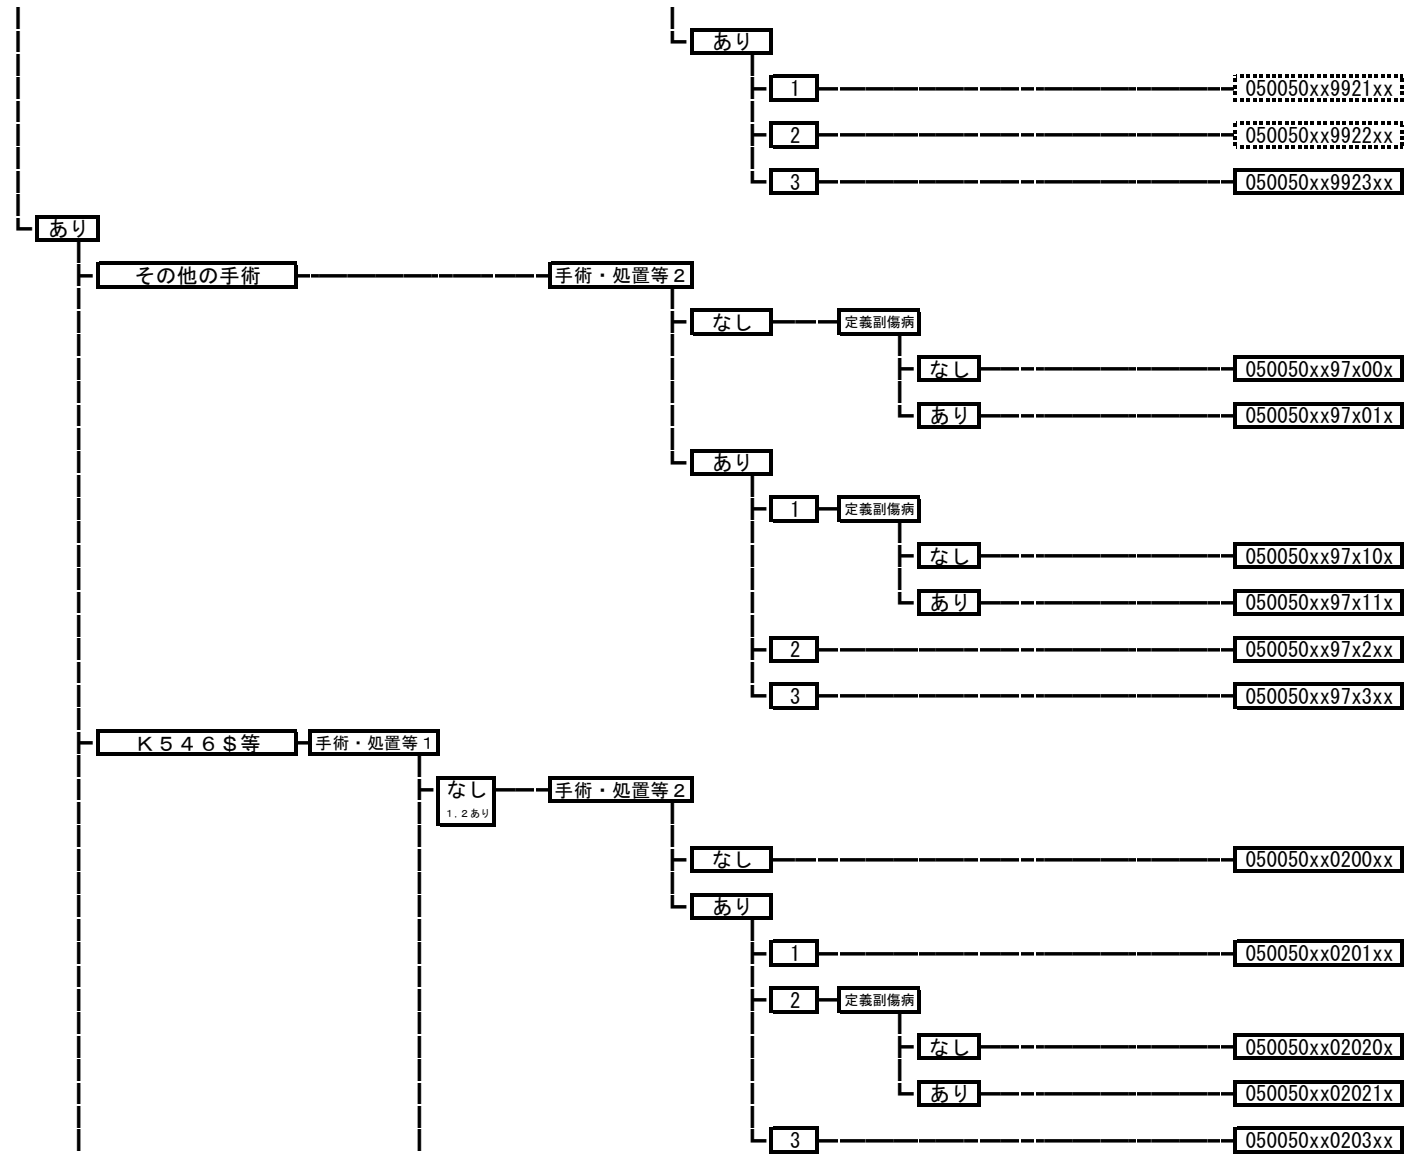 あり
1 050050xx9921xx
2 050050xx9922xx
3 050050xx9923xx
あり
その他の手術 手術・処置等２
なし 定義副傷病
なし 050050xx97x00x
あり 050050xx97x01x
あり
1 定義副傷病
なし 050050xx97x10x
あり 050050xx97x11x
2 050050xx97x2xx
3 050050xx97x3xx
Ｋ５４６＄等 手術・処置等１
なし 手術・処置等２
１,２あり
なし 050050xx0200xx
あり
1 050050xx0201xx
2 定義副傷病
なし 050050xx02020x
あり 050050xx02021x
3 050050xx0203xx